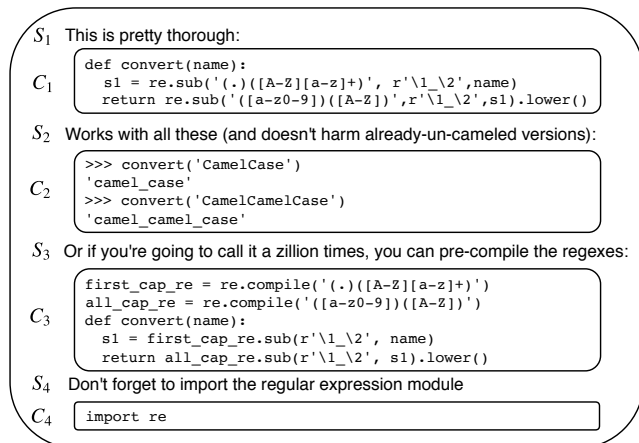 S1 This is pretty thorough:
C1
def convert(name):
  s1 = re.sub('(.)([A-Z][a-z]+)', r'\1_\2',name)
  return re.sub('([a-z0-9])([A-Z])',r'\1_\2',s1).lower()
S2 Works with all these (and doesn't harm already-un-cameled versions):
C2
>>> convert('CamelCase')
'camel_case'
>>> convert('CamelCamelCase')
'camel_camel_case'
S3 Or if you're going to call it a zillion times, you can pre-compile the regexes:
C3
first_cap_re = re.compile('(.)([A-Z][a-z]+)')
all_cap_re = re.compile('([a-z0-9])([A-Z])')
def convert(name):
  s1 = first_cap_re.sub(r'\1_\2', name)
  return all_cap_re.sub(r'\1_\2', s1).lower()
S4 Don't forget to import the regular expression module
C4 import re